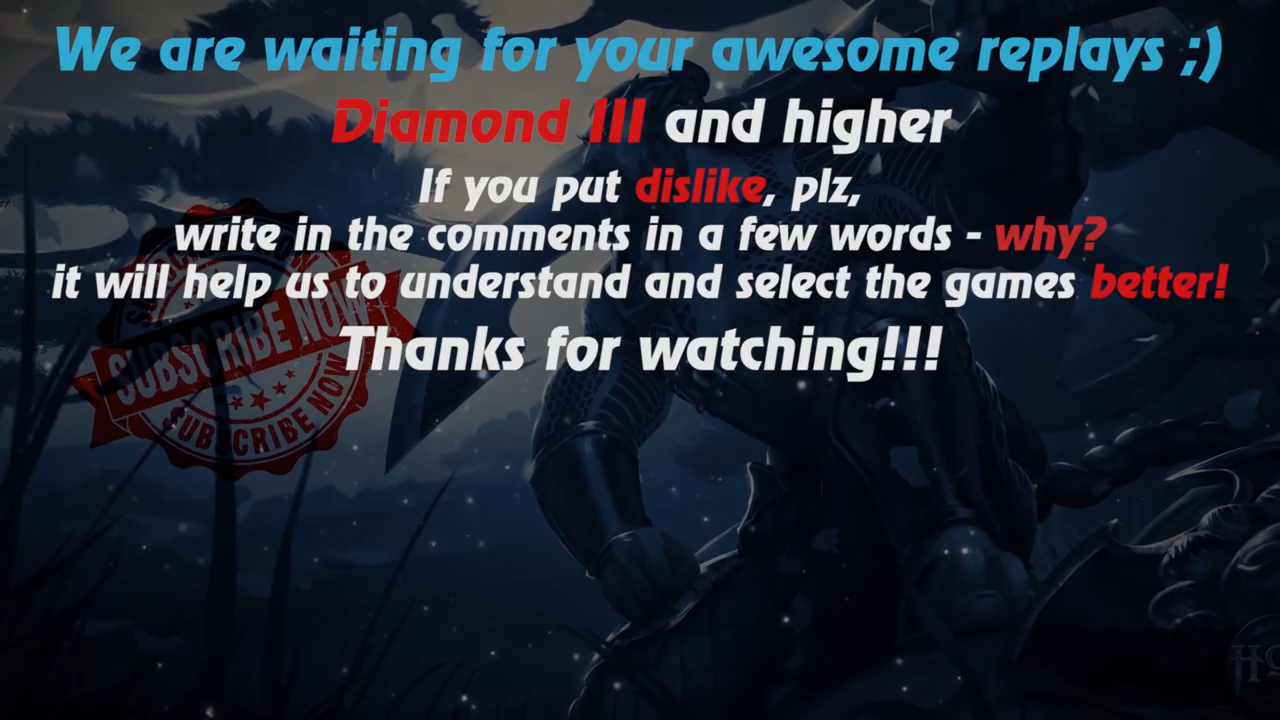 We are waiting for your awesome replays ;)
Diamond III and higher
If you put dislike, plz,
write in the comments in a few words - why?
it will help us to understand and select the games better!
Thanks for watching!!!
SUBSCRIBE NOW
SUBSCRIBE NOW